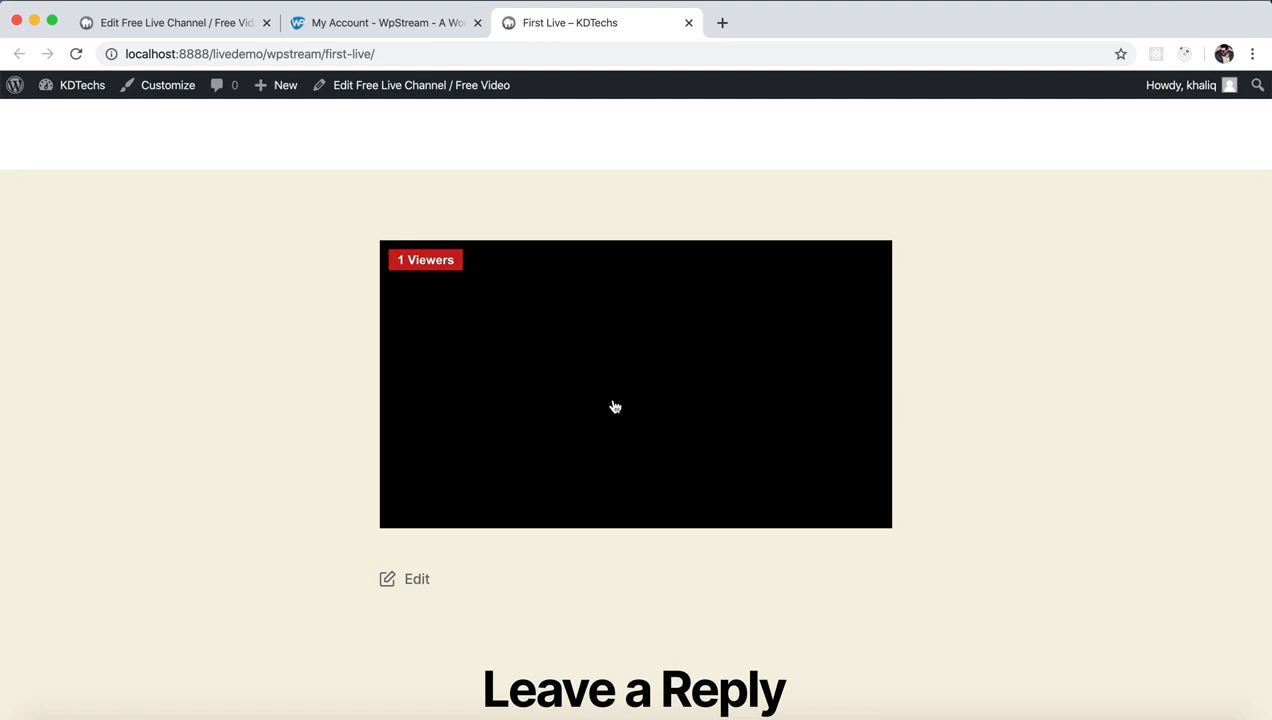 Edit Free Live Channel / Free Vid
My Account - WpStream - A Wo
First Live – KDTechs
localhost:8888/livedemo/wpstream/first-live/
KDTechs
Customize
0
New
Edit Free Live Channel / Free Video
Howdy, khaliq
1 Viewers
Edit
Leave a Reply